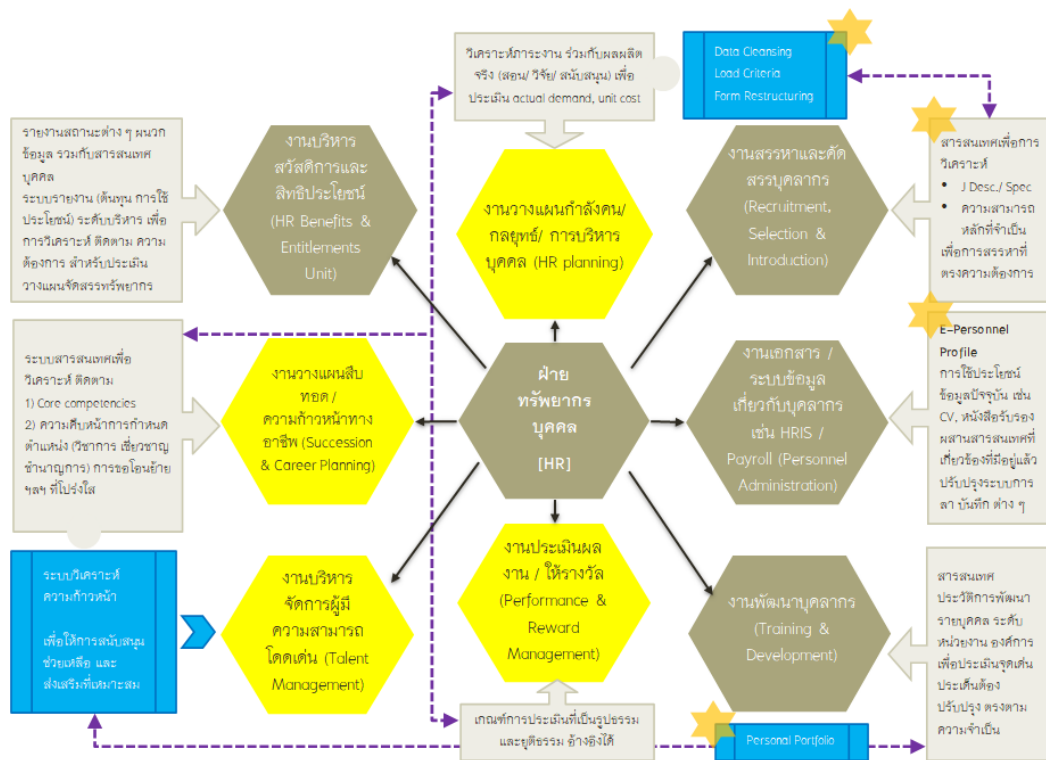 วิเคราะห์ภาระงาน ร่วมกับผลผลิต
จริง (สอน/ วิจัย/ สนับสนุน) เพื่อ
ประเมิน actual demand, unit cost
Data Cleansing
Load Criteria
Form Restructuring
รายงานสถานะต่าง ๆ ผนวก
ข้อมูล รวมกับสารสนเทศ
บุคคล
ระบบรายงาน (ต้นทุน การใช้
ประโยชน์) ระดับบริหาร เพื่อ
การวิเคราะห์ ติดตาม ความ
ต้องการ สำหรับประเมิน
วางแผนจัดสรรทรัพยากร
งานบริหาร
สวัสดิการและ
สิทธิประโยชน์
(HR Benefits &
Entitlements
Unit)
งานวางแผนกำลังคน/
กลยุทธ์/ การบริหาร
บุคคล (HR planning)
งานสรรหาและคัด
สรรบุคลากร
(Recruitment,
Selection &
Introduction)
สารสนเทศเพื่อการ
วิเคราะห์
• J Desc./ Spec
• ความสามารถ
หลักที่จำเป็น
เพื่อการสรรหาที่
ตรงความต้องการ
ระบบสารสนเทศเพื่อ
วิเคราะห์ ติดตาม
1) Core competencies
2) ความคืบหน้าการกำหนด
ตำแหน่ง (วิชาการ เชี่ยวชาญ
ชำนาญการ) การขอโอนย้าย
ฯลฯ ที่โปร่งใส
งานวางแผนสืบ
ทอด /
ความก้าวหน้าทาง
อาชีพ (Succession
& Career Planning)
ฝ่าย
ทรัพยากร
บุคคล
[HR]
งานเอกสาร /
ระบบข้อมูล
เกี่ยวกับบุคลากร
เช่น HRIS /
Payroll (Personnel
Administration)
E-Personnel
Profile
การใช้ประโยชน์
ข้อมูลปัจจุบัน เช่น
CV, หนังสือรับรอง
ผสานสารสนเทศที่
เกี่ยวข้องที่มีอยู่แล้ว
ปรับปรุงระบบการ
ลา บันทึก ต่าง ๆ
ระบบวิเคราะห์
ความก้าวหน้า
เพื่อให้การสนับสนุน
ช่วยเหลือ และ
ส่งเสริมที่เหมาะสม
งานบริหาร
จัดการผู้มี
ความสามารถ
โดดเด่น (Talent
Management)
งานประเมินผล
งาน / ให้รางวัล
(Performance &
Reward
Management)
งานพัฒนาบุคลากร
(Training &
Development)
สารสนเทศ
ประวัติการพัฒนา
รายบุคคล ระดับ
หน่วยงาน องค์การ
เพื่อประเมินจุดเด่น
ประเด็นต้อง
ปรับปรุง ตรงตาม
ความจำเป็น
เกณฑ์การประเมินที่เป็นรูปธรรม
และยุติธรรม อ้างอิงได้
Personal Portfolio